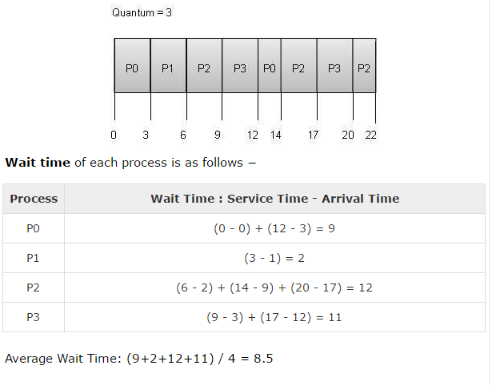 Quantum = 3
P0 P1 P2 P3 P0 P2 P3 P2
0 3 6 9 12 14 17 20 22
Wait time of each process is as follows −
Process Wait Time : Service Time - Arrival Time
P0 (0 - 0) + (12 - 3) = 9
P1 (3 - 1) = 2
P2 (6 - 2) + (14 - 9) + (20 - 17) = 12
P3 (9 - 3) + (17 - 12) = 11
Average Wait Time: (9+2+12+11) / 4 = 8.5